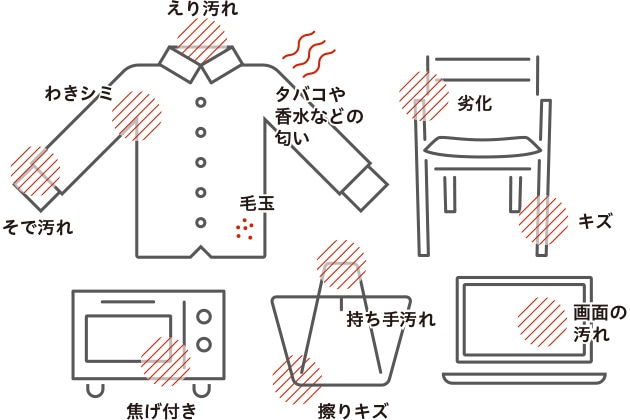 えり汚れ
わきシミ
タバコや
香水などの
匂い
劣化
そで汚れ
毛玉
キズ
持ち手汚れ
画面の
汚れ
焦げ付き
擦りキズ